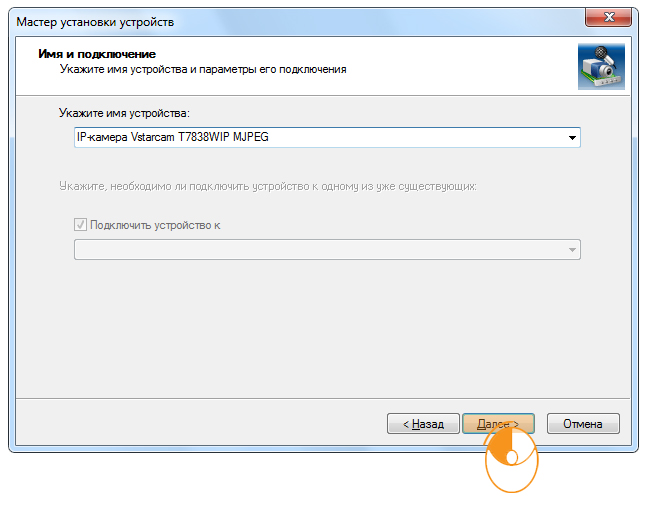 Мастер установки устройств
Имя и подключение
Укажите имя устройства и параметры его подключения
Укажите имя устройства:
IP-камера Vstarcam T7838WIP MJPEG
Укажите, необходимо ли подключить устройство к одному из уже существующих:
Подключить устройство к
< Назад
Далее >
Отмена